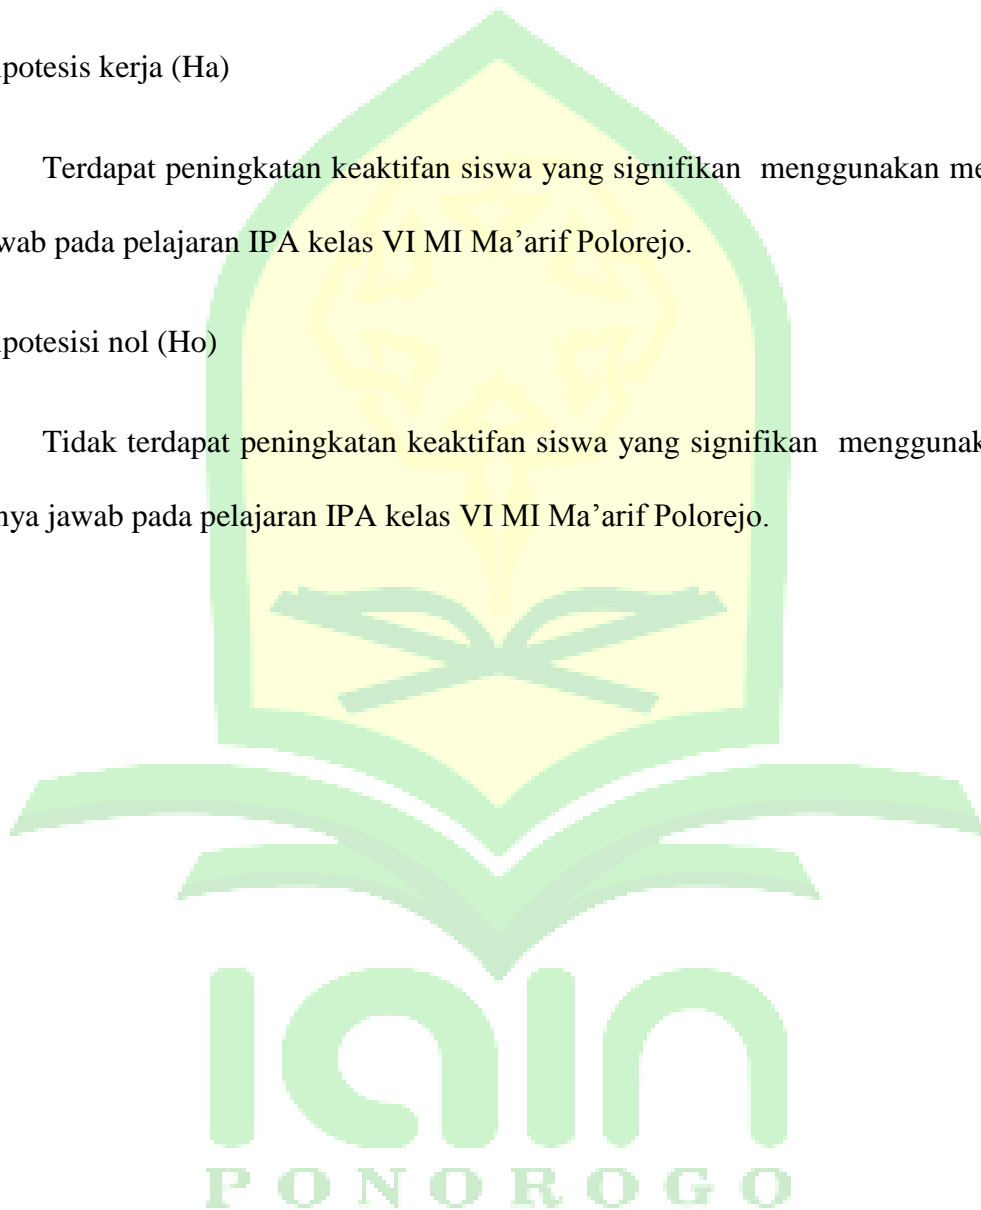 potesis kerja (Ha)
Terdapat peningkatan keaktifan siswa yang signifikan menggunakan me
wab pada pelajaran IPA kelas VI MI Ma’arif Polorejo.
potesisi nol (Ho)
Tidak terdapat peningkatan keaktifan siswa yang signifikan menggunak
nya jawab pada pelajaran IPA kelas VI MI Ma’arif Polorejo.
iain
PONOROGO